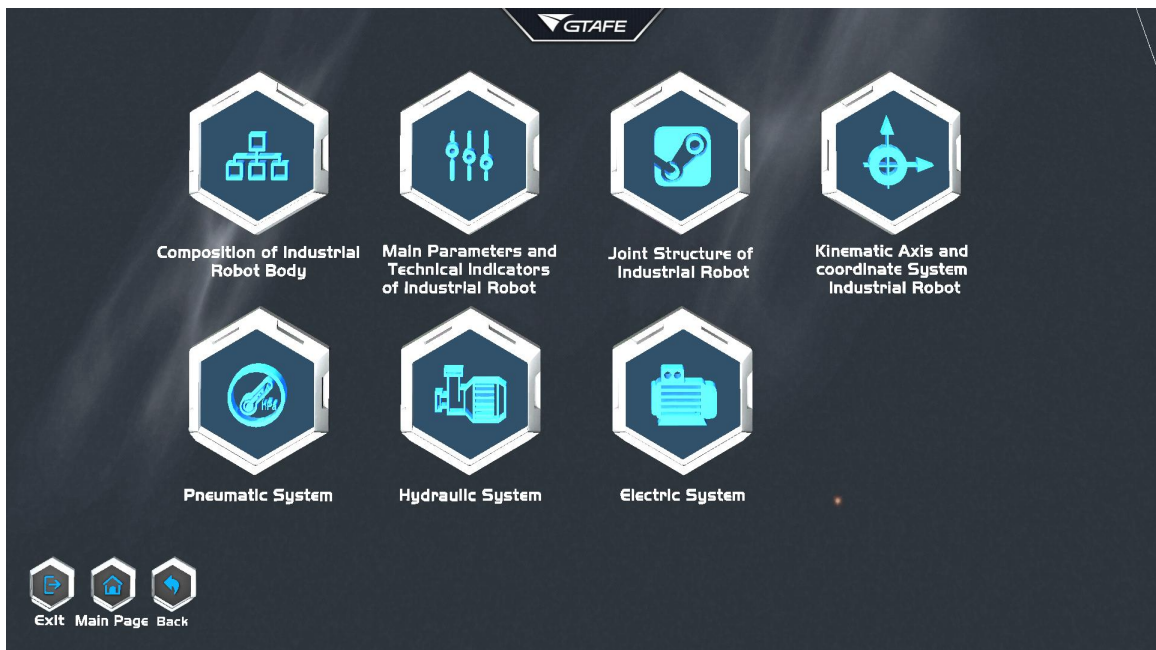 GTAFE
Composition of Industrial
Robot Body
Main Parameters and
Technical Indicators
of Industrial Robot
Joint Structure of
Industrial Robot
Kinematic Axis and
coordinate System
Industrial Robot
HPa
Pneumatic System
Hydraulic System
Electric System
Exit
Main Page
Back